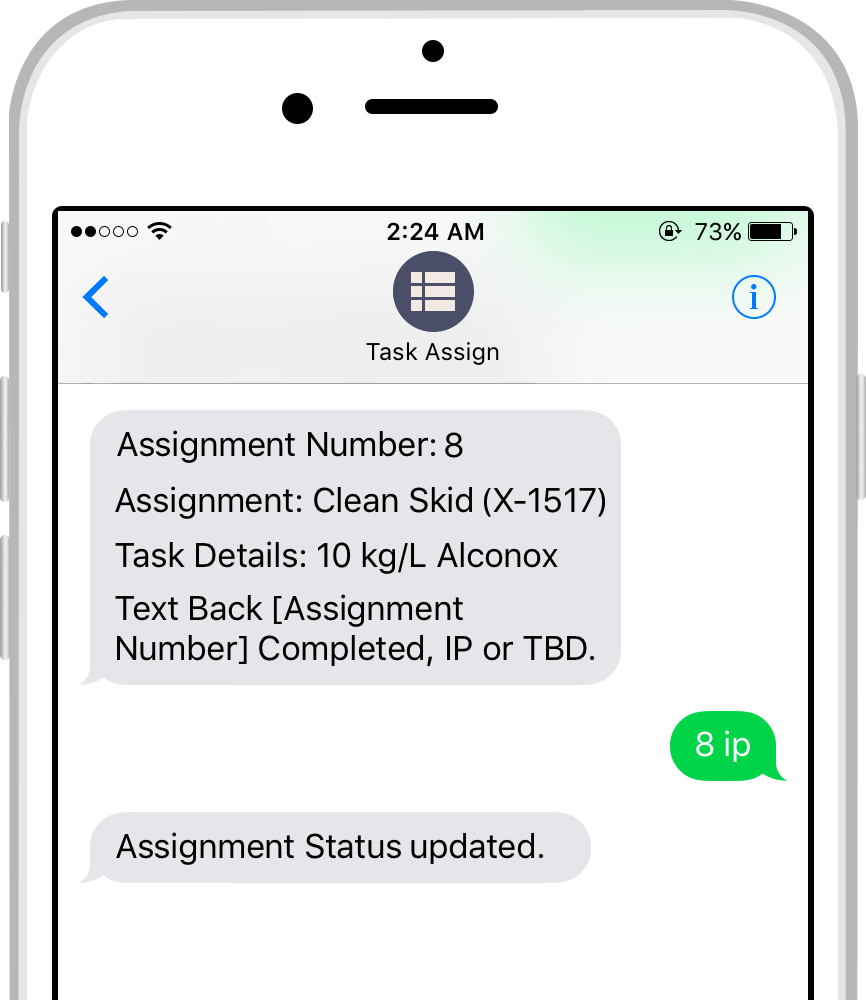 2:24 AM
73%
Task Assign
Assignment Number: 8
Assignment: Clean Skid (X-1517)
Task Details: 10 kg/L Alconox
Text Back [Assignment
Number] Completed, IP or TBD.
8 ip
Assignment Status updated.